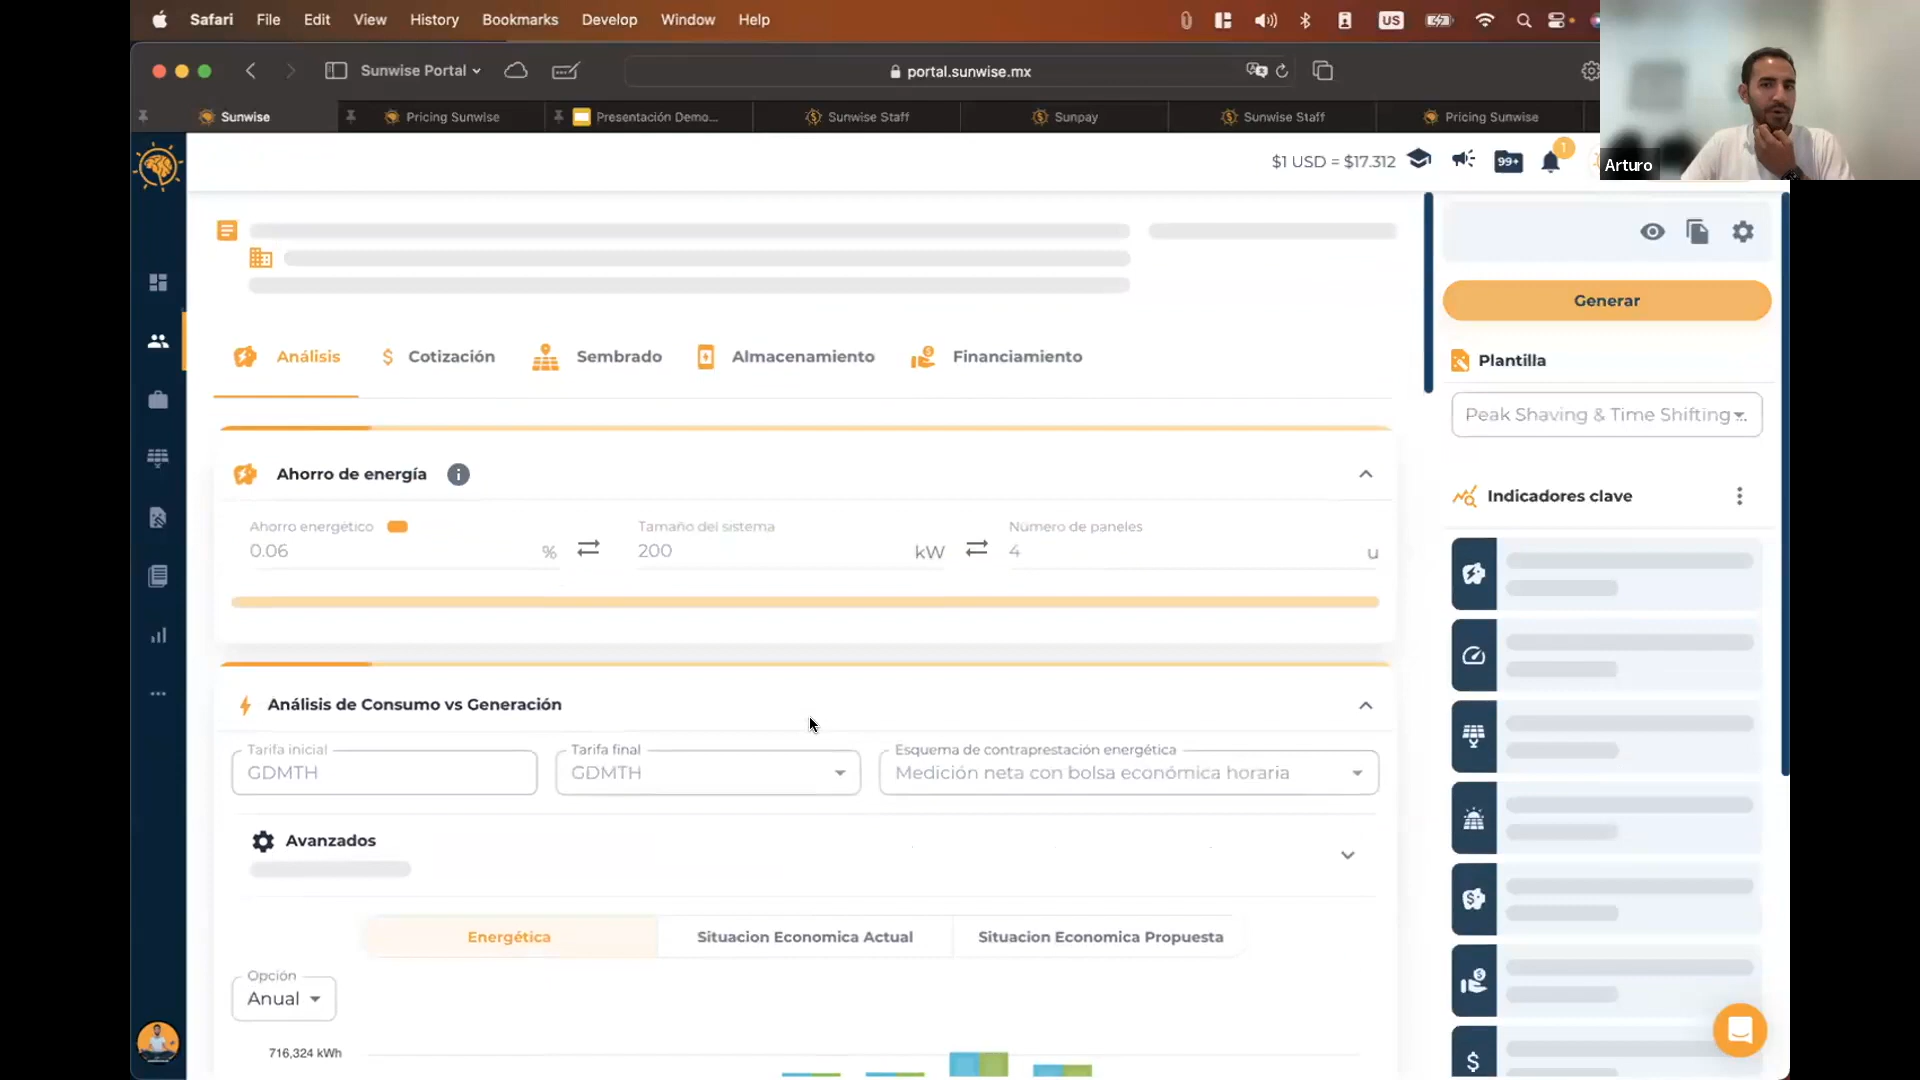 Safari File Edit View History Bookmarks Develop Window Help
US
Sunwise Portal
portal.sunwise.mx
Sunwise
Pricing Sunwise
Presentación Demo...
Sunwise Staff
Sunpay
Sunwise Staff
Pricing Sunwise
Arturo
$1 USD = $17.312
99+
1
Análisis
Cotización
Sembrado
Almacenamiento
Financiamiento
Generar
Plantilla
Peak Shaving & Time Shifting...
Indicadores clave
Ahorro de energía
Ahorro energético
0.06 %
Tamaño del sistema
200 kW
Número de paneles
4 u
Análisis de Consumo vs Generación
Tarifa inicial
GDMTH
Tarifa final
GDMTH
Esquema de contraprestación energética
Medición neta con bolsa económica horaria
Avanzados
Energética
Situacion Economica Actual
Situacion Economica Propuesta
Opción
Anual
716,324 kWh